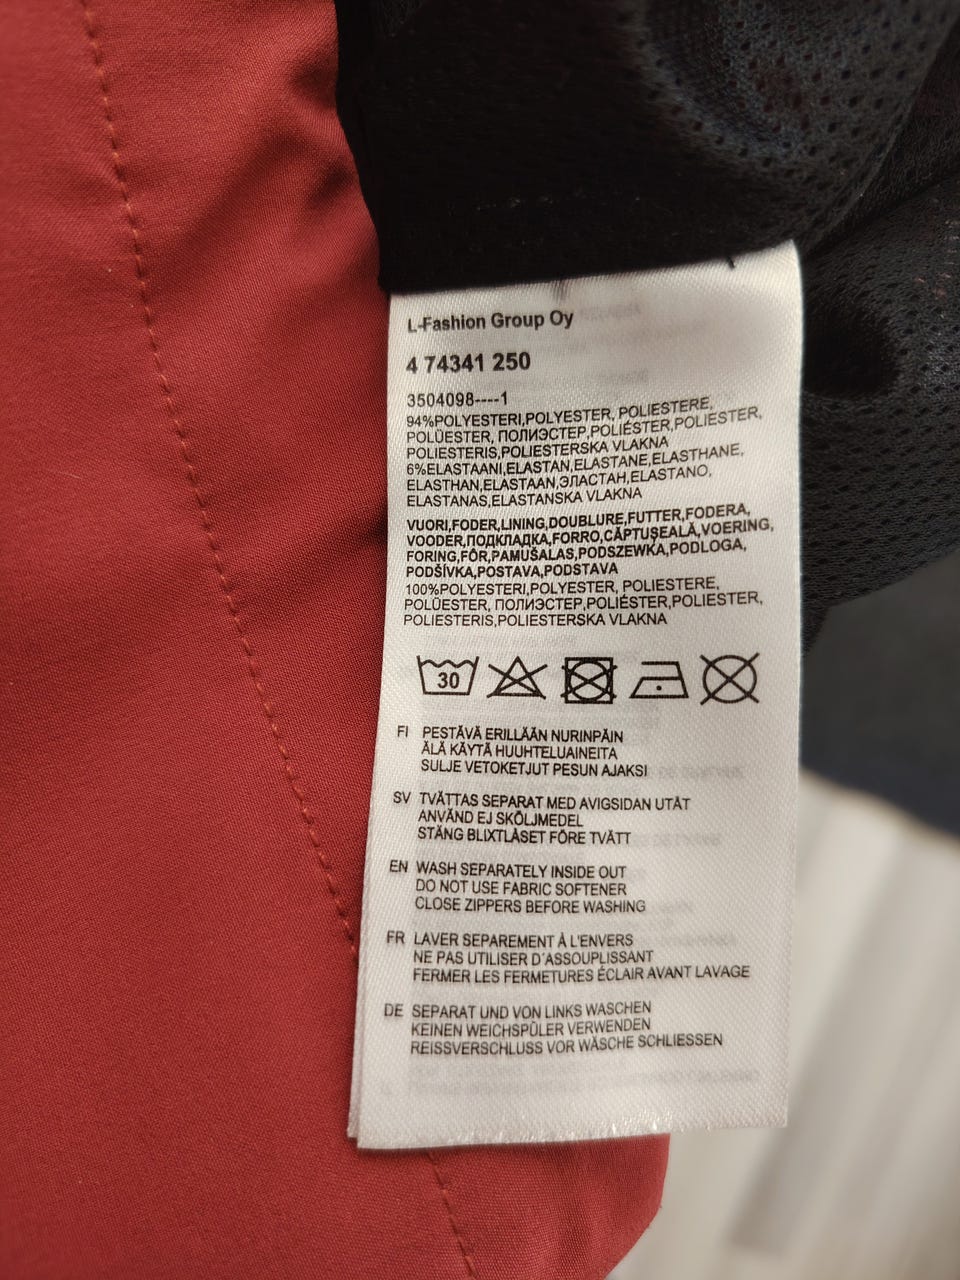 L-Fashion Group Oy
4 74341 250
3504098----1
94%POLYESTERI,POLYESTER, POLIESTERE,
POLÜESTER, ПОЛИЭСТЕР,POLIÉSTER,POLIESTER,
POLIESTERIS,POLIESTERSKA VLAKNA
6%ELASTAANI,ELASTAN,ELASTANE,ELASTHANE,
ELASTHAN,ELASTAAN,ЭЛАСТАН,ELASTANO,
ELASTANAS,ELASTANSKA VLAKNA
VUORI,FODER,LINING,DOUBLURE,FUTTER,FODERA,
VOODER,ПОДКЛАДКА,FORRO,CĂPTUŞEALĂ,VOERING,
FORING,FÔR,PAMUŠALAS,PODSZEWKA,PODLOGA,
PODŠÍVKA,POSTAVA,PODSTAVA
100%POLYESTERI,POLYESTER, POLIESTERE,
POLÜESTER, ПОЛИЭСТЕР,POLIÉSTER,POLIESTER,
POLIESTERIS,POLIESTERSKA VLAKNA
30
FI PESTÄVÄ ERILLÄÄN NURINPÄIN
ÄLÄ KÄYTÄ HUUHTELUAINEITA
SULJE VETOKETJUT PESUN AJAKSI
SV TVÄTTAS SEPARAT MED AVIGSIDAN UTÅT
ANVÄND EJ SKÖLJMEDEL
STÄNG BLIXTLÅSET FÖRE TVÄTT
EN WASH SEPARATELY INSIDE OUT
DO NOT USE FABRIC SOFTENER
CLOSE ZIPPERS BEFORE WASHING
FR LAVER SEPAREMENT À L'ENVERS
NE PAS UTILISER D´ASSOUPLISSANT
FERMER LES FERMETURES ÉCLAIR AVANT LAVAGE
DE SEPARAT UND VON LINKS WASCHEN
KEINEN WEICHSPÜLER VERWENDEN
REISSVERSCHLUSS VOR WÄSCHE SCHLIESSEN